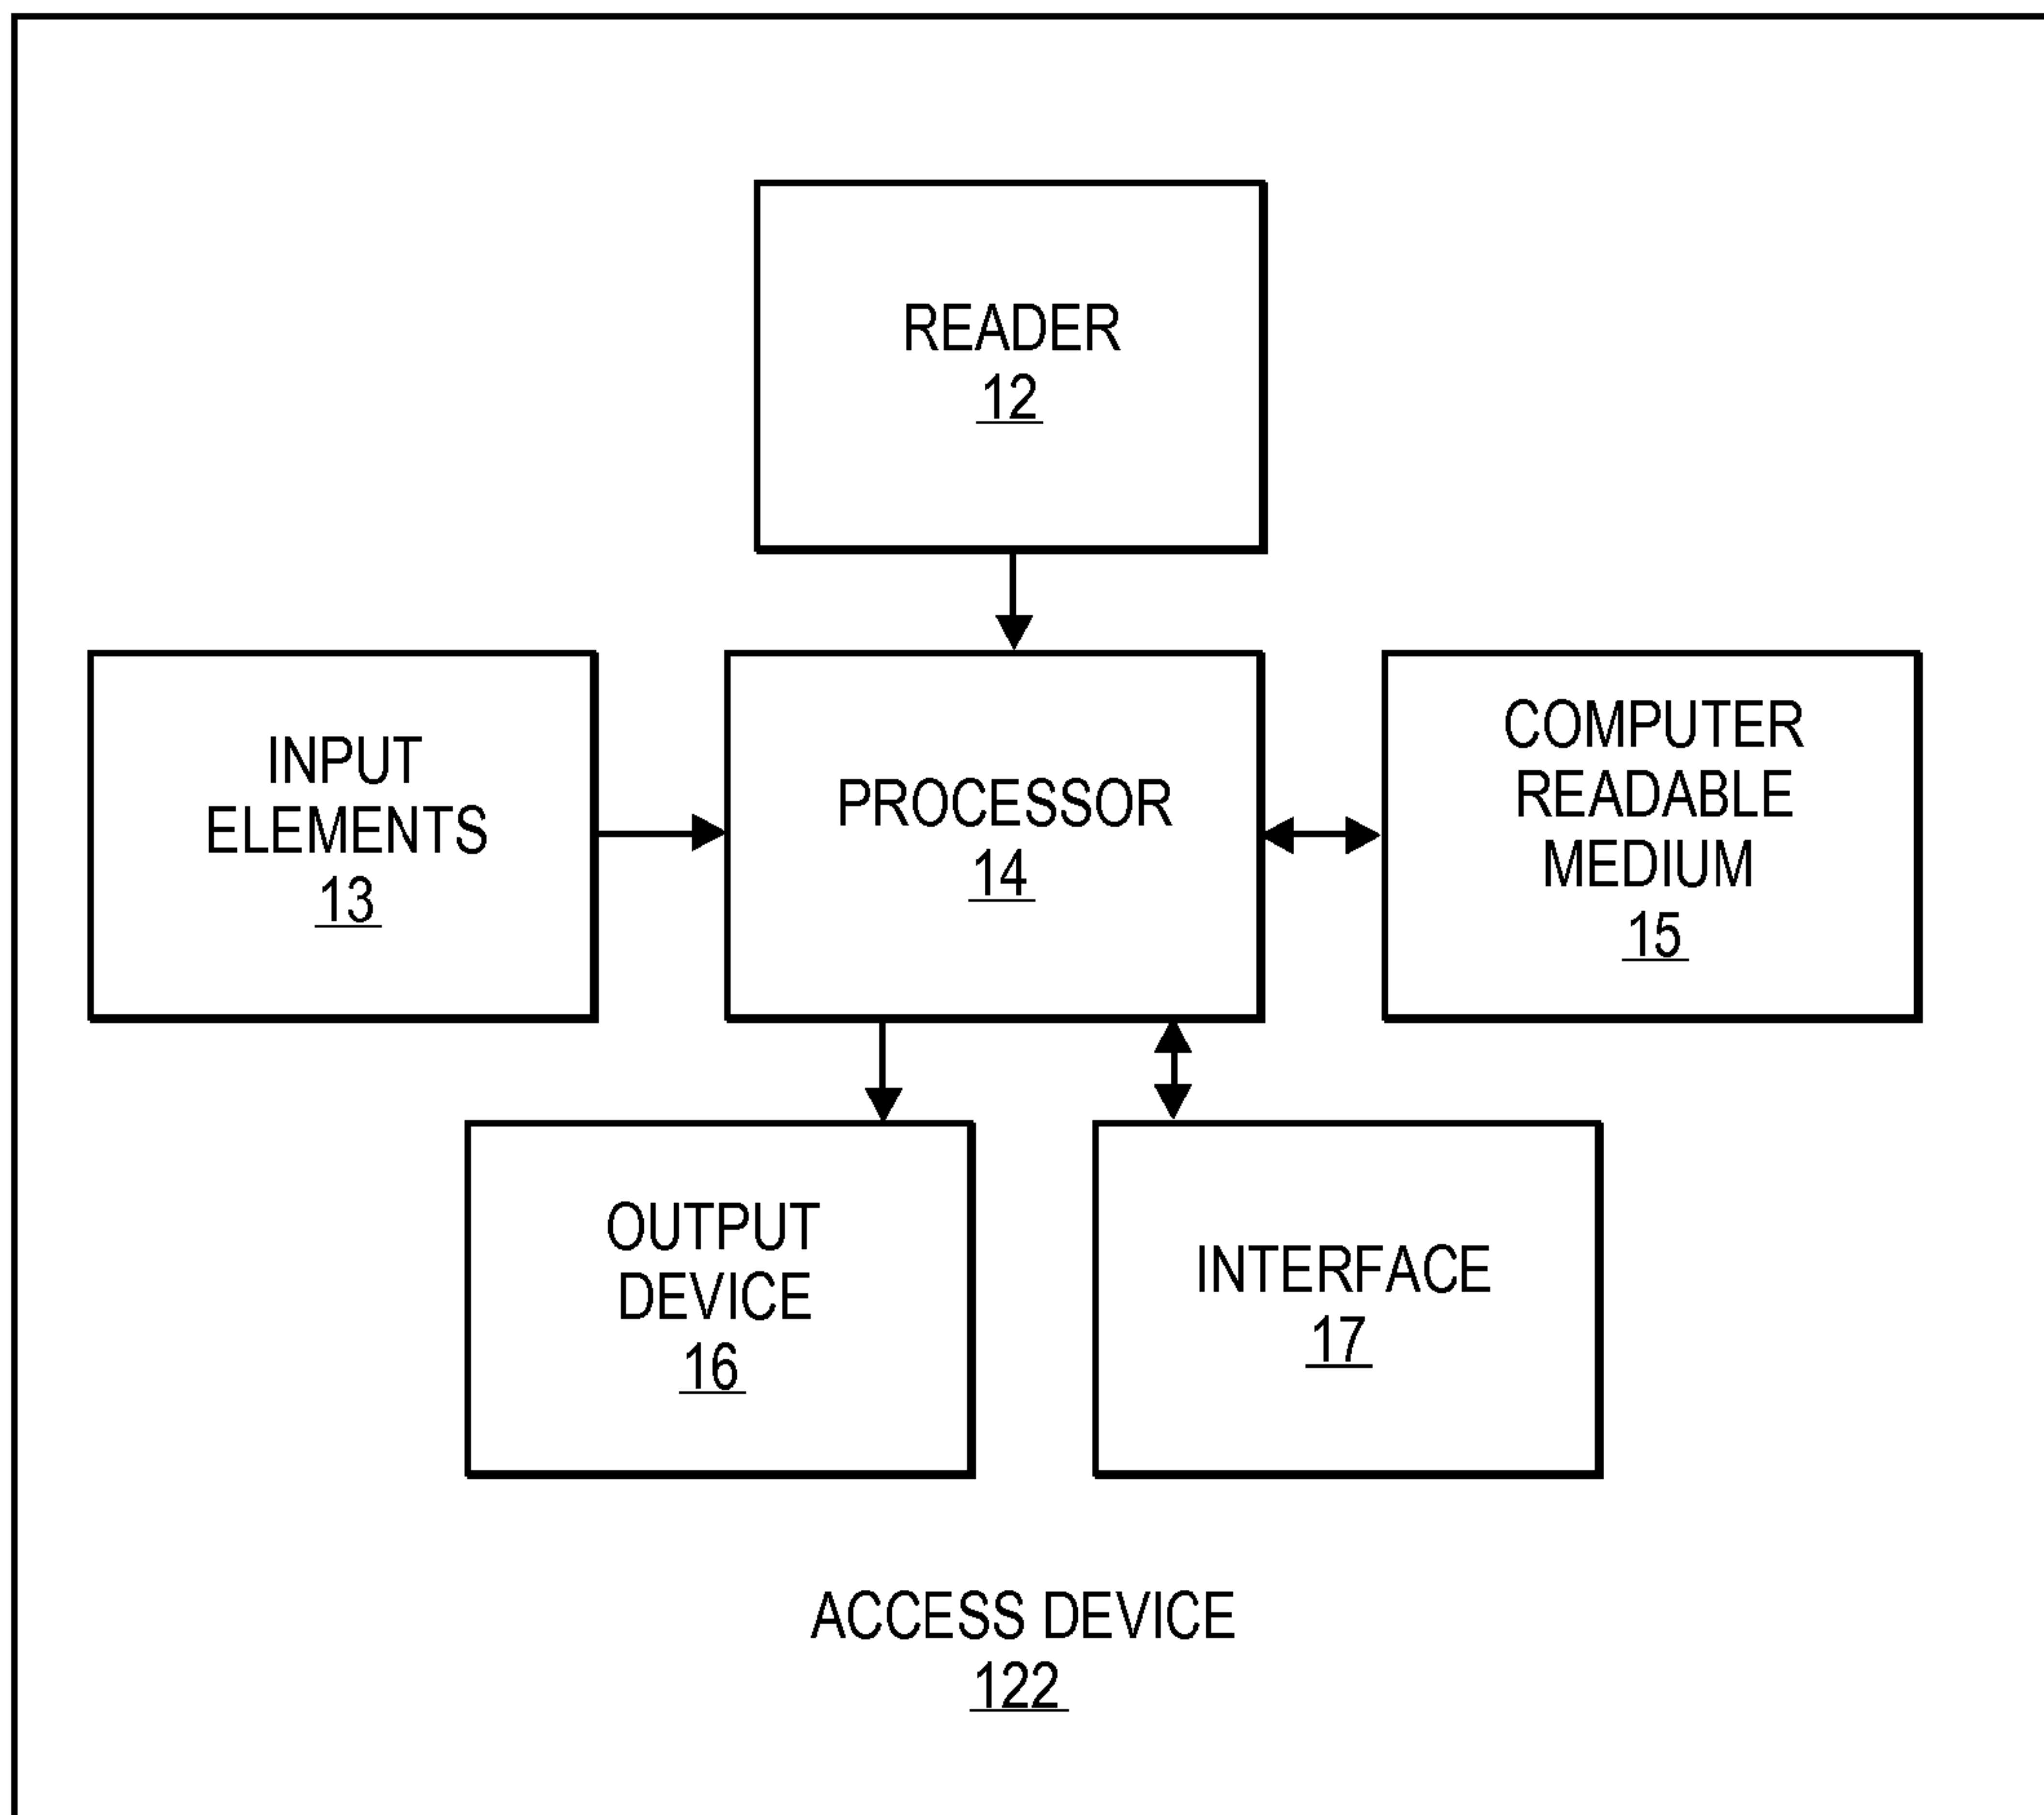 READER
12
INPUT
ELEMENTS
13
PROCESSOR
14
COMPUTER
READABLE
MEDIUM
15
OUTPUT
DEVICE
16
INTERFACE
17
ACCESS DEVICE
122